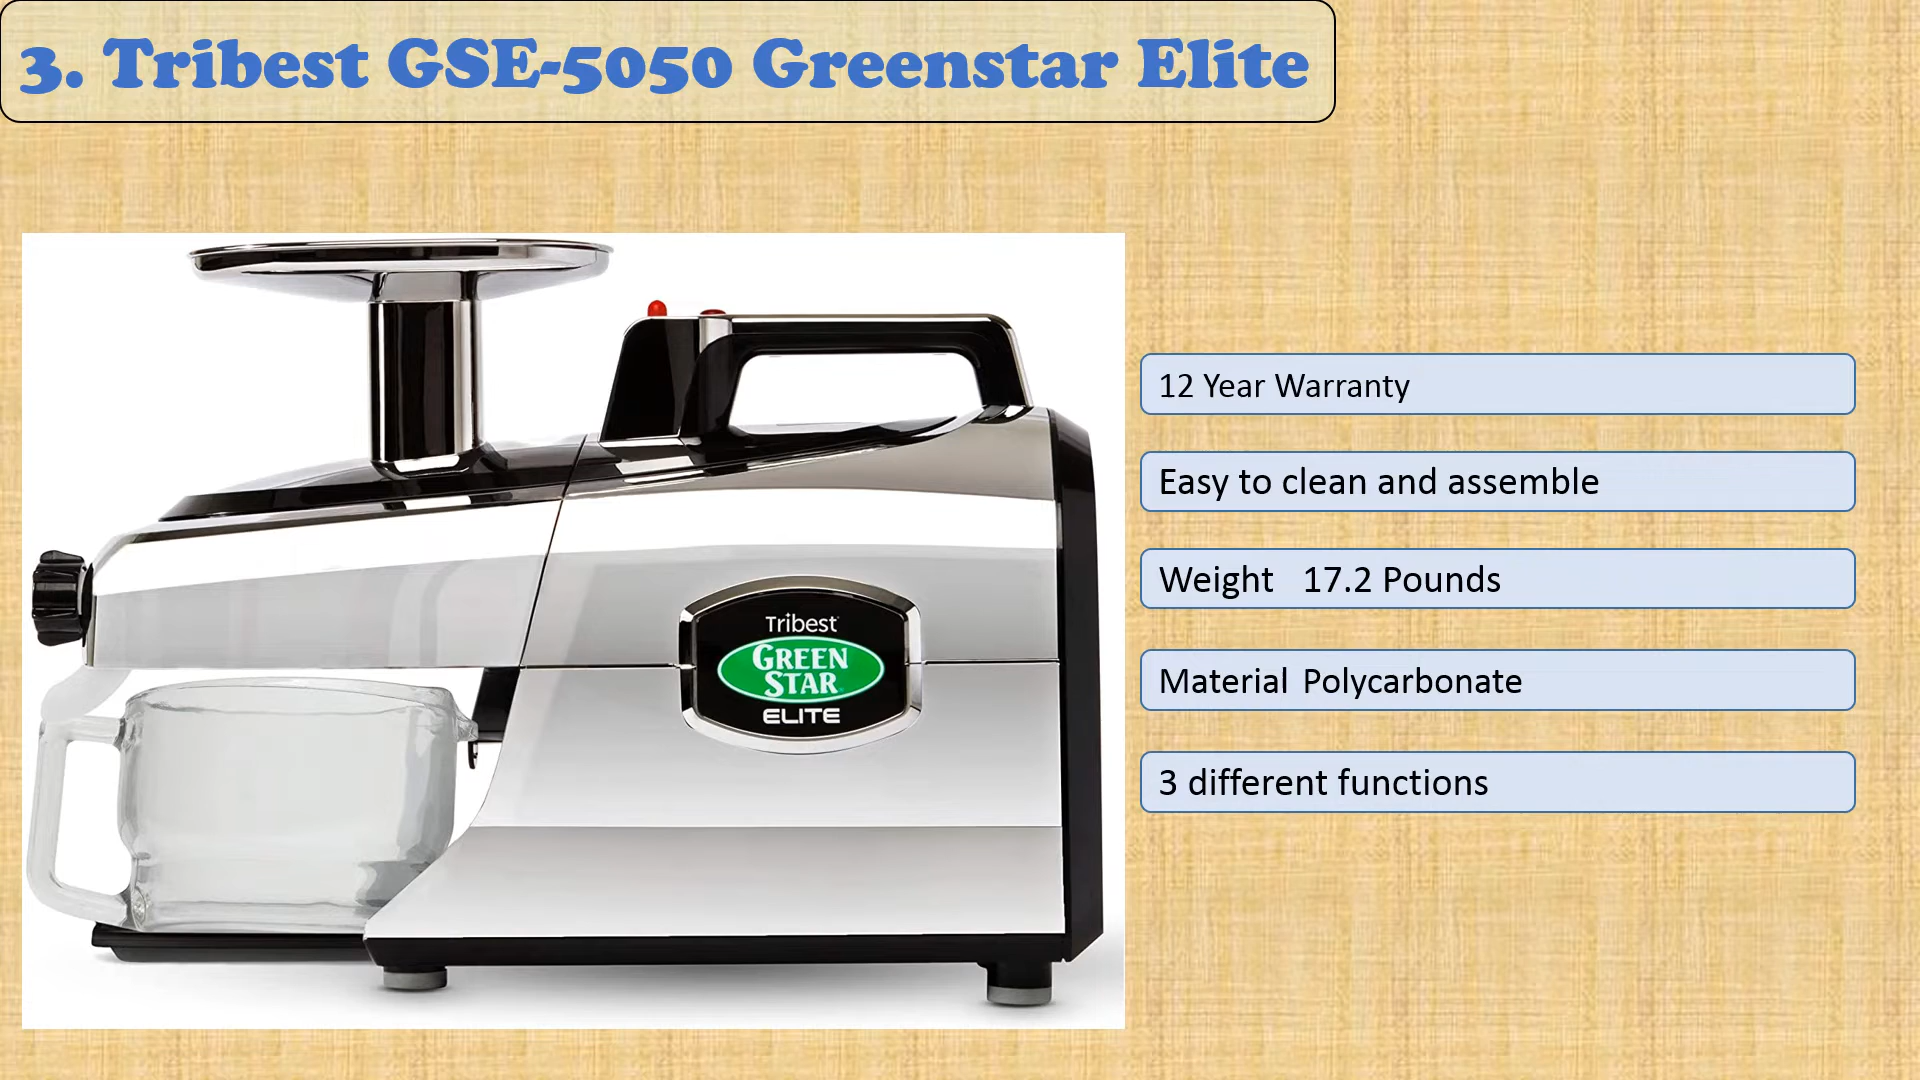 3. Tribest GSE-5050 Greenstar Elite
12 Year Warranty
Easy to clean and assemble
Weight 17.2 Pounds
Material Polycarbonate
3 different functions
Tribest
GREEN
STAR
ELITE